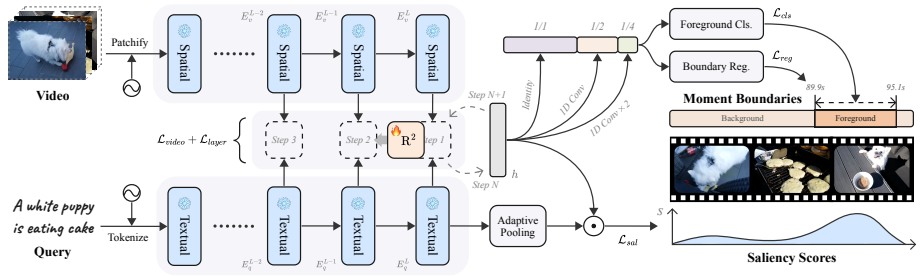 Video
Patchify
E_v^{L-2}
E_v^{L-1}
E_v^L
Spatial
Spatial
Spatial
1/1
1/2
1/4
Foreground Cls.
L_cls
Boundary Reg.
L_reg
Identity
1D Conv
1D Conv×2
Moment Boundaries
89.9s
95.1s
Background
Foreground
L_video + L_layer
Step 3
Step 2
R²
tep 1
Step N+1
Step N
h
A white puppy
is eating cake
Query
Tokenize
Textual
Textual
Textual
E_q^{L-2}
E_q^{L-1}
E_q^L
Adaptive
Pooling
L_sal
S
Saliency Scores